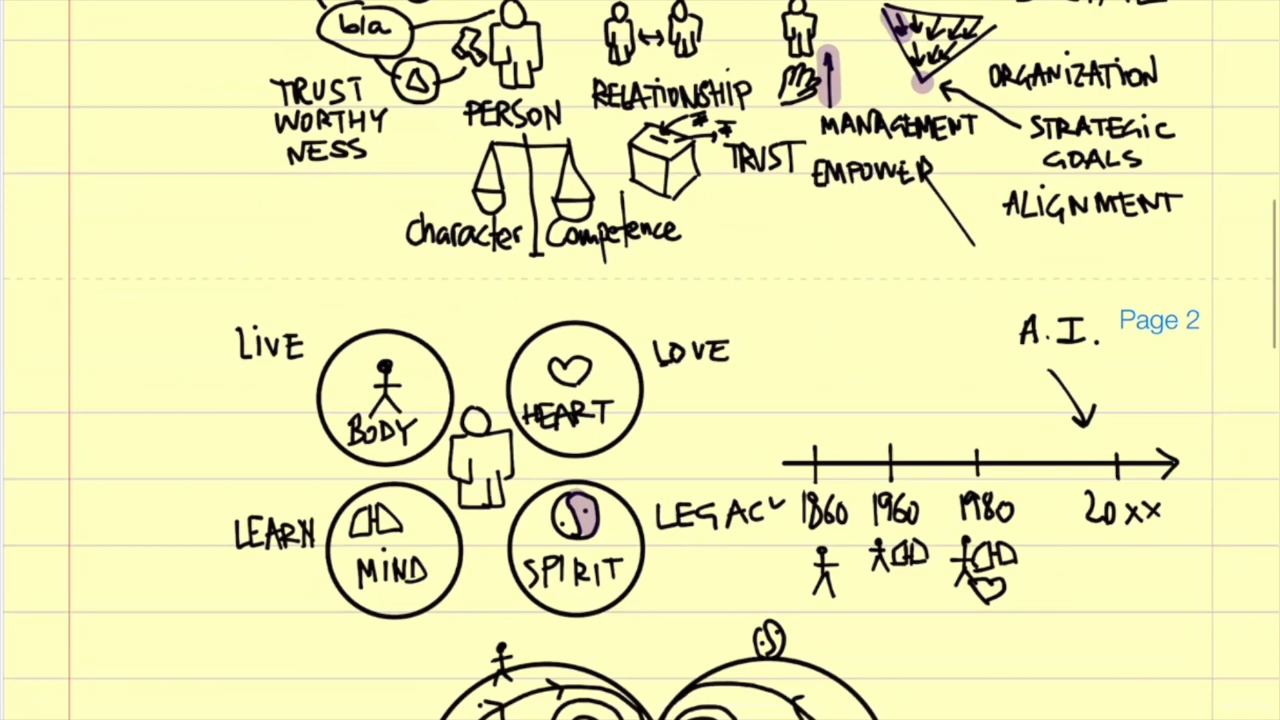 bla
TRUST
WORTHY
NESS
PERSON
RELATIONSHIP
TRUST
MANAGEMENT
EMPOWER
ORGANIZATION
STRATEGIC
GOALS
ALIGNMENT
Character
Competence
LIVE
BODY
HEART
LOVE
A.I.
Page 2
LEARN
MIND
SPIRIT
LEGACY
1860
1960
1980
20xx